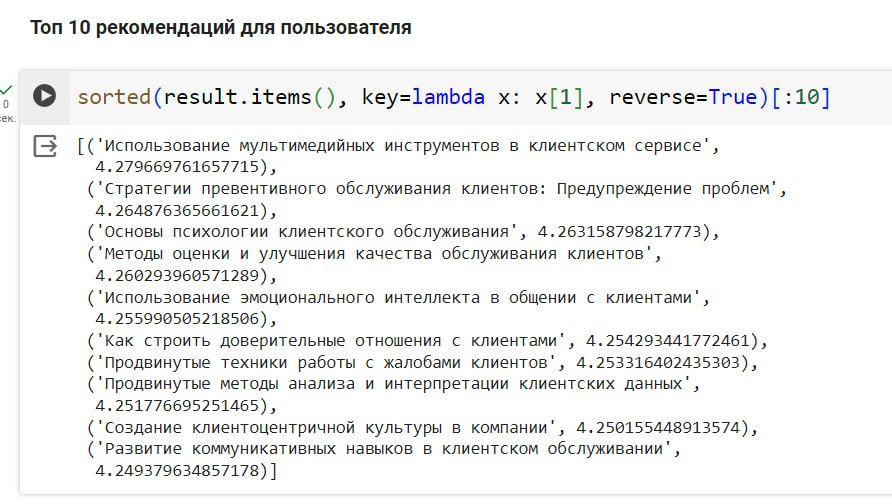 Топ 10 рекомендаций для пользователя
sorted(result.items(), key=lambda x: x[1], reverse=True)[:10]
0
сек.
[('Использование мультимедийных инструментов в клиентском сервисе',
4.279669761657715),
('Стратегии превентивного обслуживания клиентов: Предупреждение проблем',
4.264876365661621),
('Основы психологии клиентского обслуживания', 4.263158798217773),
('Методы оценки и улучшения качества обслуживания клиентов',
4.260293960571289),
('Использование эмоционального интеллекта в общении с клиентами',
4.255990505218506),
('Как строить доверительные отношения с клиентами', 4.254293441772461),
('Продвинутые техники работы с жалобами клиентов', 4.253316402435303),
('Продвинутые методы анализа и интерпретации клиентских данных',
4.251776695251465),
('Создание клиентоцентричной культуры в компании', 4.250155448913574),
('Развитие коммуникативных навыков в клиентском обслуживании',
4.249379634857178)]